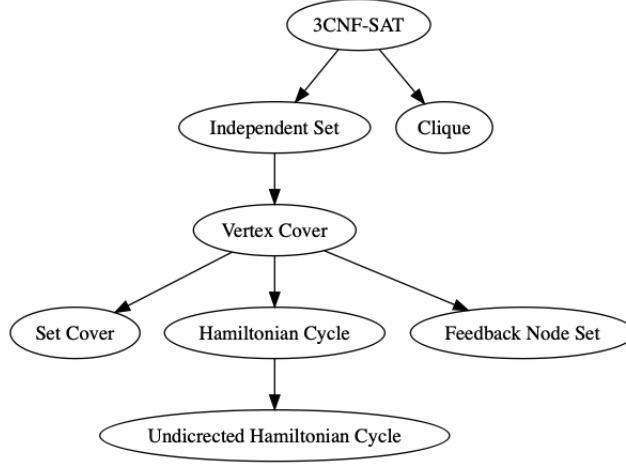 3CNF-SAT
Independent Set
Clique
Vertex Cover
Set Cover
Hamiltonian Cycle
Feedback Node Set
Undicrected Hamiltonian Cycle